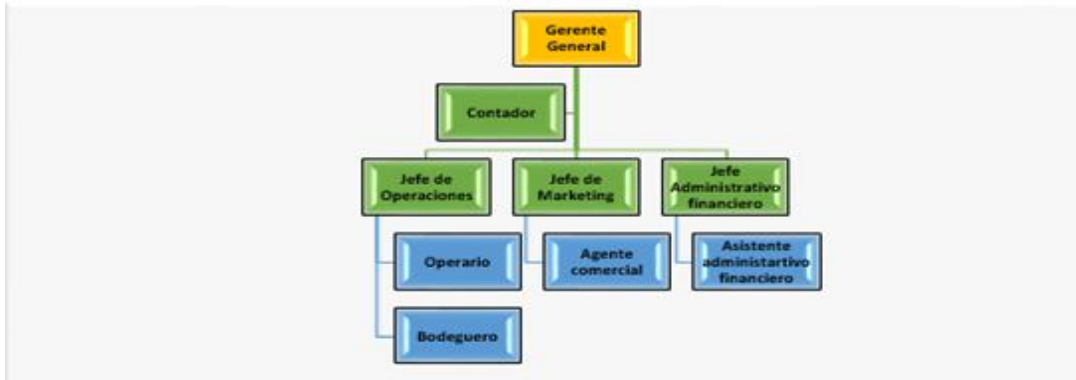 Gerente
General
Contador
Jefe de
Operaciones
Jefe de
Marketing
Jefe
Administrativo
financiero
Operario
Agente
comercial
Asistente
administartivo
financiero
Bodeguero